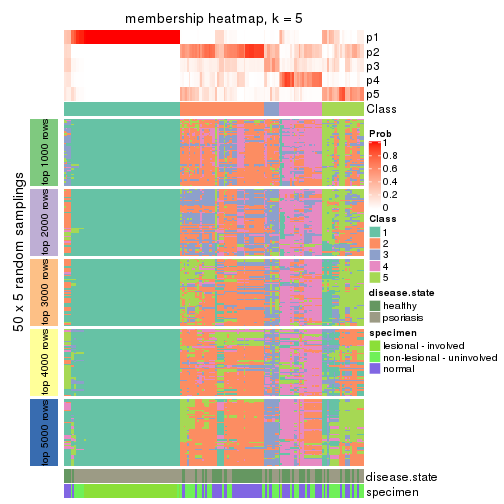 membership heatmap, k = 5
p1
p2
p3
p4
p5
Class
50 x 5 random samplings
top 1000 rows
top 2000 rows
top 3000 rows
top 4000 rows
top 5000 rows
Prob
1
0.8
0.6
0.4
0.2
0
Class
1
2
3
4
5
disease.state
healthy
psoriasis
specimen
lesional - involved
non-lesional - uninvolved
normal
disease.state
specimen